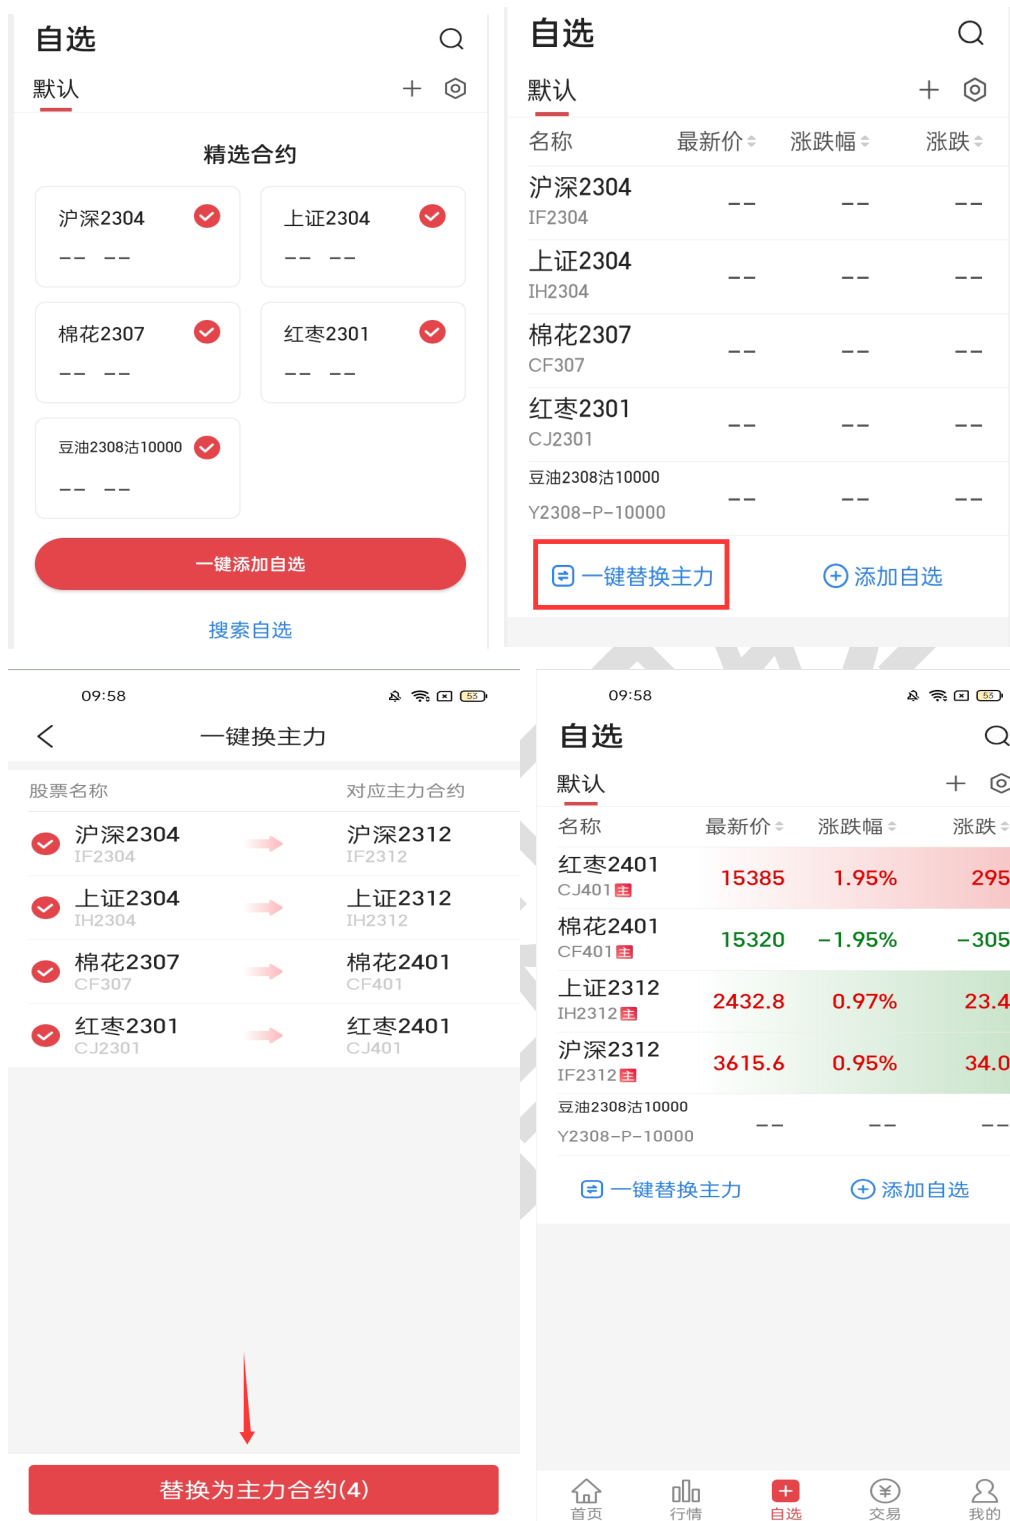 自选
默认
精选合约
沪深2304
上证2304
-- --
-- --
棉花2307
红枣2301
-- --
-- --
豆油2308沽10000
-- --
一键添加自选
搜索自选
自选
默认
名称 最新价 涨跌幅 涨跌
沪深2304
IF2304
-- -- --
上证2304
IH2304
-- -- --
棉花2307
CF307
-- -- --
红枣2301
CJ2301
-- -- --
豆油2308沽10000
Y2308-P-10000
-- -- --
一键替换主力 添加自选
09:58
53
一键换主力
股票名称 对应主力合约
沪深2304 沪深2312
IF2304 IF2312
上证2304 上证2312
IH2304 IH2312
棉花2307 棉花2401
CF307 CF401
红枣2301 红枣2401
CJ2301 CJ401
替换为主力合约(4)
09:58
53
自选
默认
名称 最新价 涨跌幅 涨跌
红枣2401
CJ401 主
15385 1.95% 295
棉花2401
CF401 主
15320 -1.95% -305
上证2312
IH2312 主
2432.8 0.97% 23.4
沪深2312
IF2312 主
3615.6 0.95% 34.0
豆油2308沽10000
Y2308-P-10000
-- -- --
一键替换主力 添加自选
首页 行情 自选 交易 我的